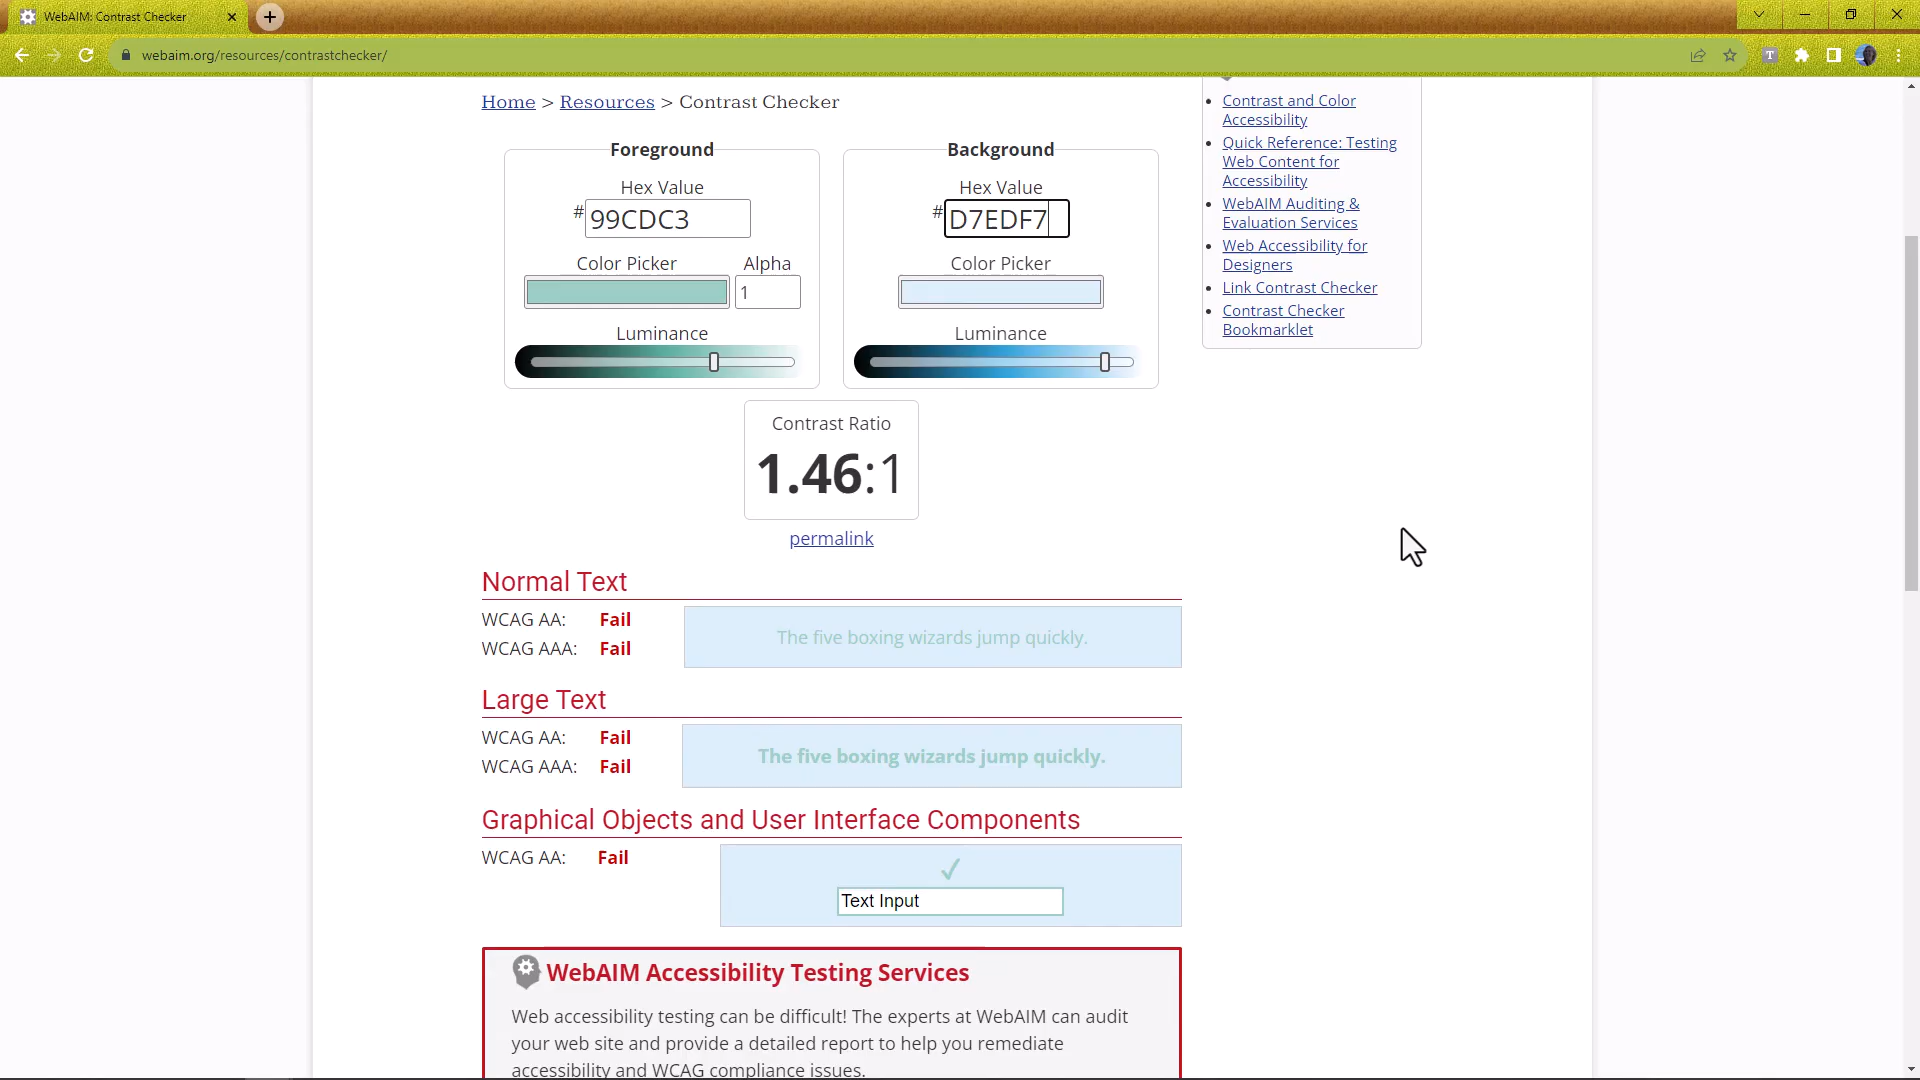 WebAIM: Contrast Checker
webaim.org/resources/contrastchecker/
Home > Resources > Contrast Checker
Foreground
Hex Value
#99CDC3
Color Picker
Alpha
1
Luminance
Background
Hex Value
#D7EDF7
Color Picker
Luminance
Contrast Ratio
1.46:1
permalink
Normal Text
WCAG AA: Fail
WCAG AAA: Fail
The five boxing wizards jump quickly.
Large Text
WCAG AA: Fail
WCAG AAA: Fail
The five boxing wizards jump quickly.
Graphical Objects and User Interface Components
WCAG AA: Fail
✓
Text Input
WebAIM Accessibility Testing Services
Web accessibility testing can be difficult! The experts at WebAIM can audit
your web site and provide a detailed report to help you remediate
accessibility and WCAG compliance issues.
Contrast and Color
Accessibility
Quick Reference: Testing
Web Content for
Accessibility
WebAIM Auditing &
Evaluation Services
Web Accessibility for
Designers
Link Contrast Checker
Contrast Checker
Bookmarklet
T